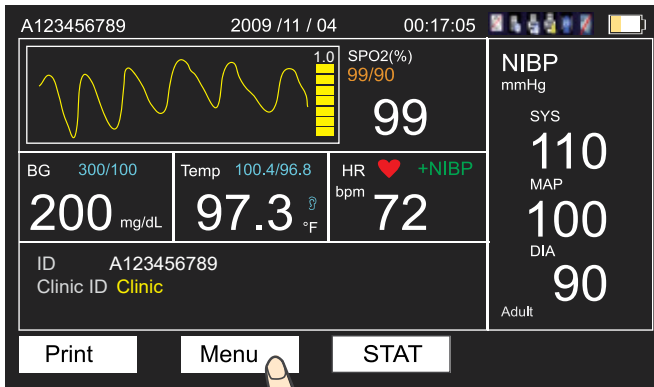 A123456789 2009 /11 / 04 00:17:05
1.0 SPO2(%)
99/90
99
NIBP
mmHg
SYS
110
MAP
100
DIA
90
Adult
BG 300/100
200 mg/dL
Temp 100.4/96.8
97.3 °F
HR +NIBP
bpm 72
ID A123456789
Clinic ID Clinic
Print Menu STAT